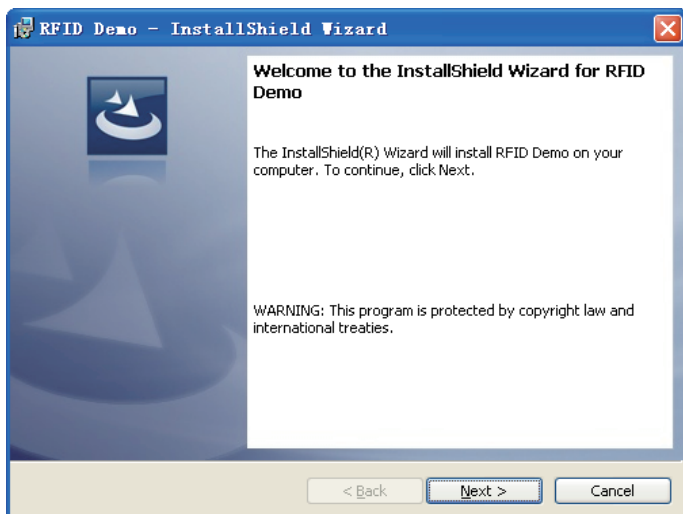 RFID Demo - InstallShield Wizard
Welcome to the InstallShield Wizard for RFID
Demo
The InstallShield(R) Wizard will install RFID Demo on your
computer. To continue, click Next.
WARNING: This program is protected by copyright law and
international treaties.
< Back
Next >
Cancel